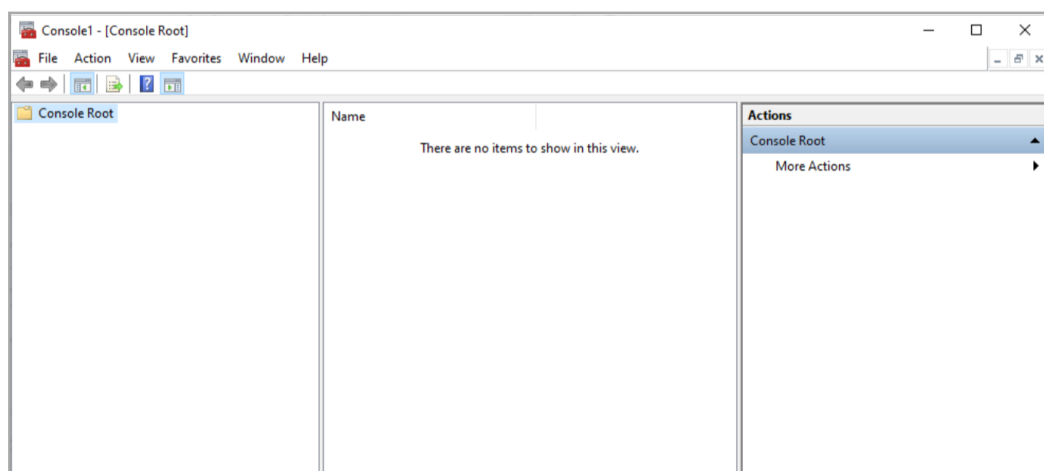 Console1 - [Console Root]
File Action View Favorites Window Help
Console Root
Name
There are no items to show in this view.
Actions
Console Root
More Actions